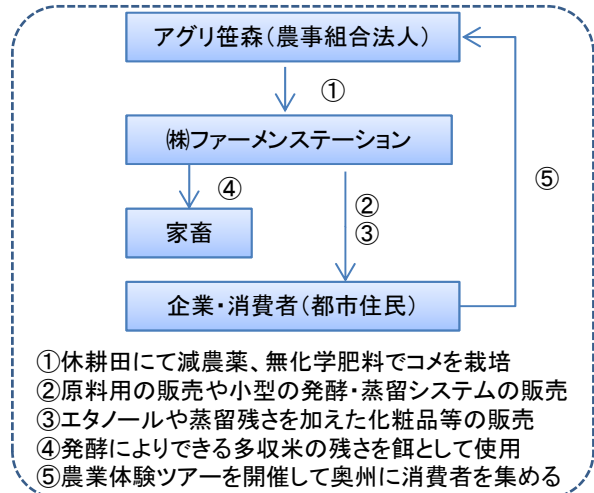 アグリ笹森(農事組合法人)
①
㈱ファーメンステーション
④
②
③
⑤
家畜
企業・消費者(都市住民)
①休耕田にて減農薬、無化学肥料でコメを栽培
②原料用の販売や小型の発酵・蒸留システムの販売
③エタノールや蒸留残さを加えた化粧品等の販売
④発酵によりできる多収米の残さを餌として使用
⑤農業体験ツアーを開催して奥州に消費者を集める